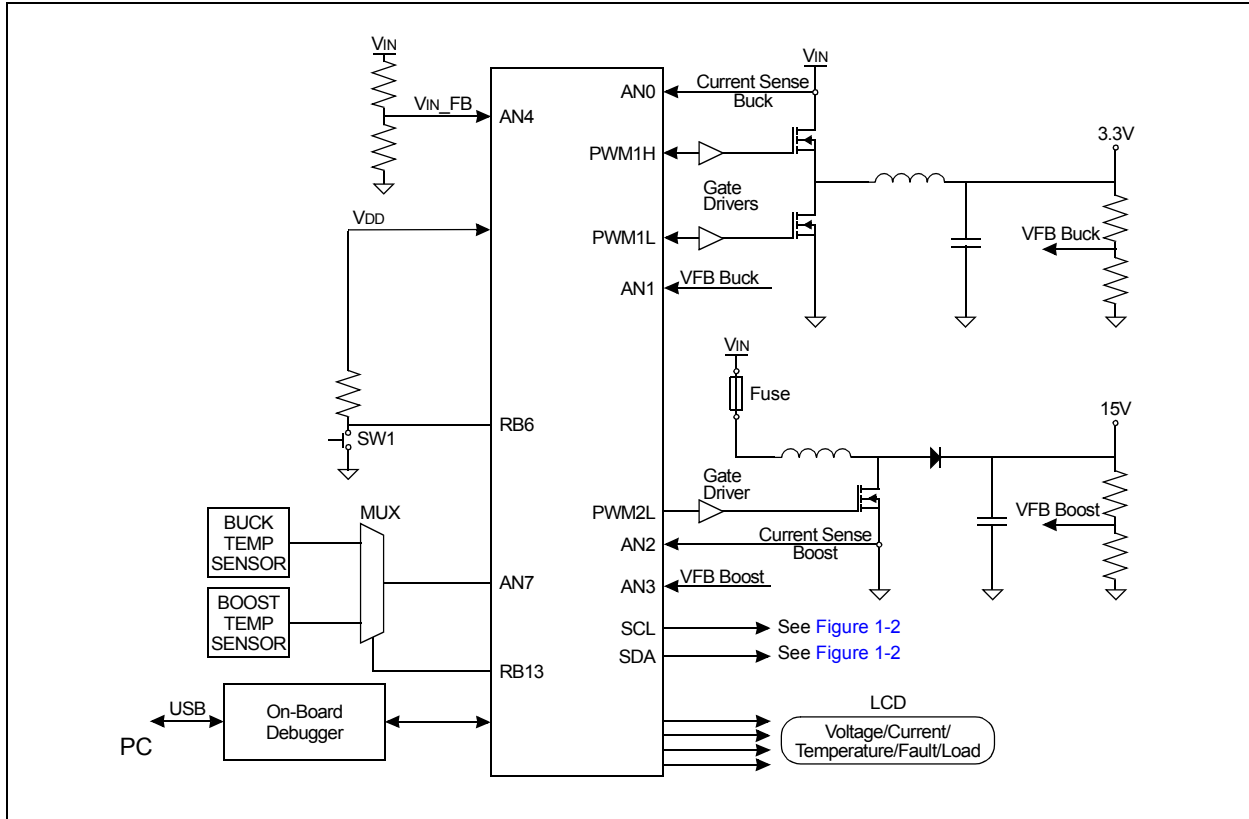 VIN
VIN_FB
AN4
VDD
RB6
SW1
MUX
BUCK
TEMP
SENSOR
BOOST
TEMP
SENSOR
AN7
RB13
USB
PC
On-Board
Debugger
AN0
Current Sense
Buck
VIN
PWM1H
Gate
Drivers
PWM1L
AN1
VFB Buck
3.3V
VFB Buck
VIN
Fuse
15V
Gate
Driver
PWM2L
AN2
Current Sense
Boost
AN3
VFB Boost
VFB Boost
SCL
See Figure 1-2
SDA
See Figure 1-2
LCD
Voltage/Current/
Temperature/Fault/Load